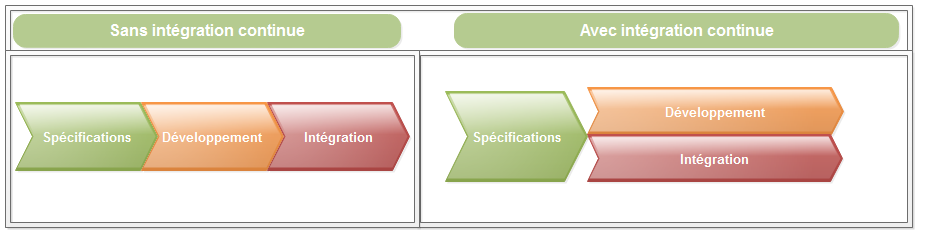 Sans intégration continue
Avec intégration continue
Spécifications
Développement
Intégration
Spécifications
Développement
Intégration